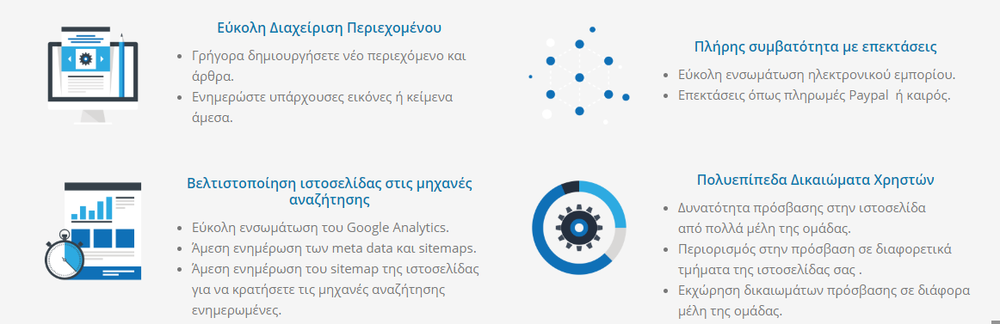 Εύκολη Διαχείριση Περιεχομένου
Γρήγορα δημιουργήσετε νέο περιεχόμενο και
άρθρα.
Ενημερώστε υπάρχουσες εικόνες ή κείμενα
άμεσα.
Πλήρης συμβατότητα με επεκτάσεις
Εύκολη ενσωμάτωση ηλεκτρονικού εμπορίου.
Επεκτάσεις όπως πληρωμές Paypal ή καιρός.
Βελτιστοποίηση ιστοσελίδας στις μηχανές
αναζήτησης
Εύκολη ενσωμάτωση του Google Analytics.
Άμεση ενημέρωση των meta data και sitemaps.
Άμεση ενημέρωση του sitemap της ιστοσελίδας
για να κρατήσετε τις μηχανές αναζήτησης
ενημερωμένες.
Πολυεπίπεδα Δικαιώματα Χρηστών
Δυνατότητα πρόσβασης στην ιστοσελίδα
από πολλά μέλη της ομάδας.
Περιορισμός στην πρόσβαση σε διαφορετικά
τμήματα της ιστοσελίδας σας .
Εκχώρηση δικαιωμάτων πρόσβασης σε διάφορα
μέλη της ομάδας.